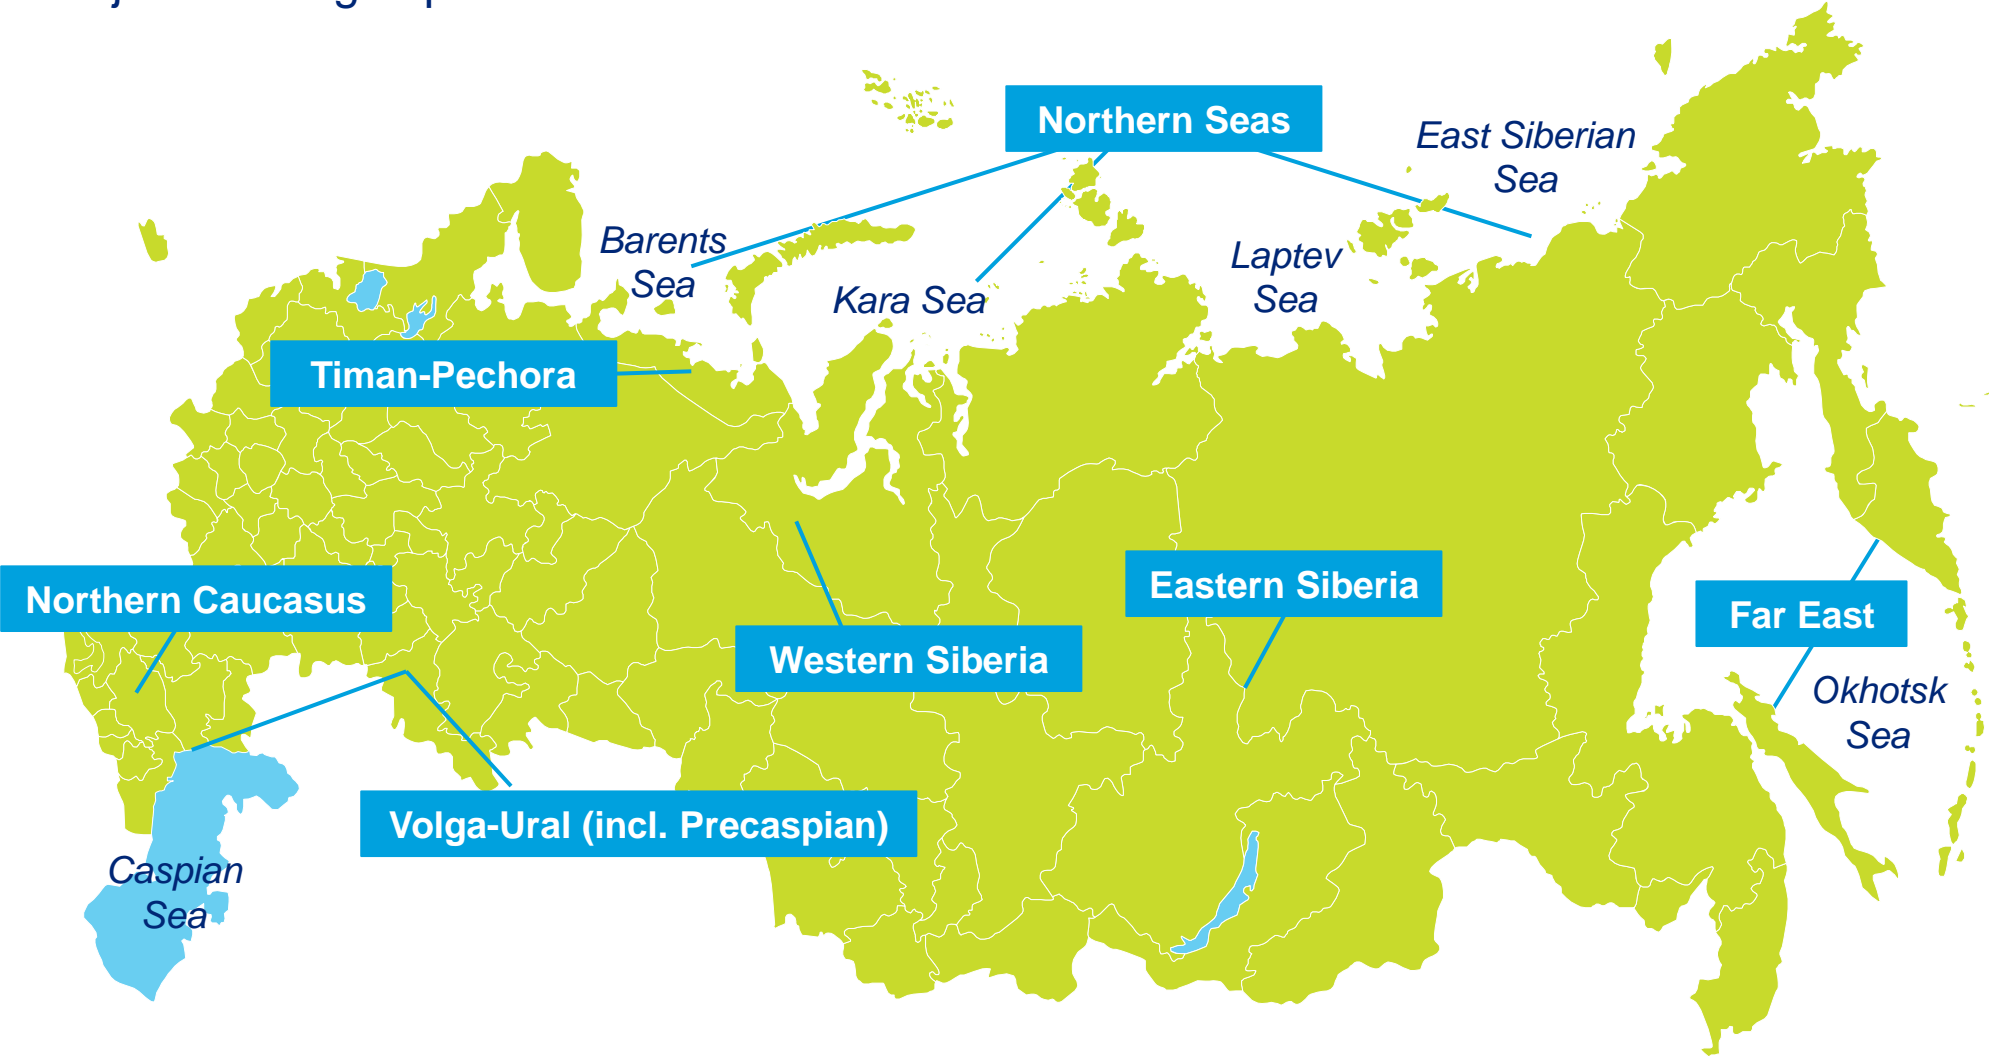 Northern Seas
East Siberian
Sea
Barents
Sea
Laptev
Sea
Kara Sea
Timan-Pechora
Eastern Siberia
Northern Caucasus
Far East
Western Siberia
Okhotsk
Sea
Volga-Ural (incl. Precaspian)
Caspian
Sea